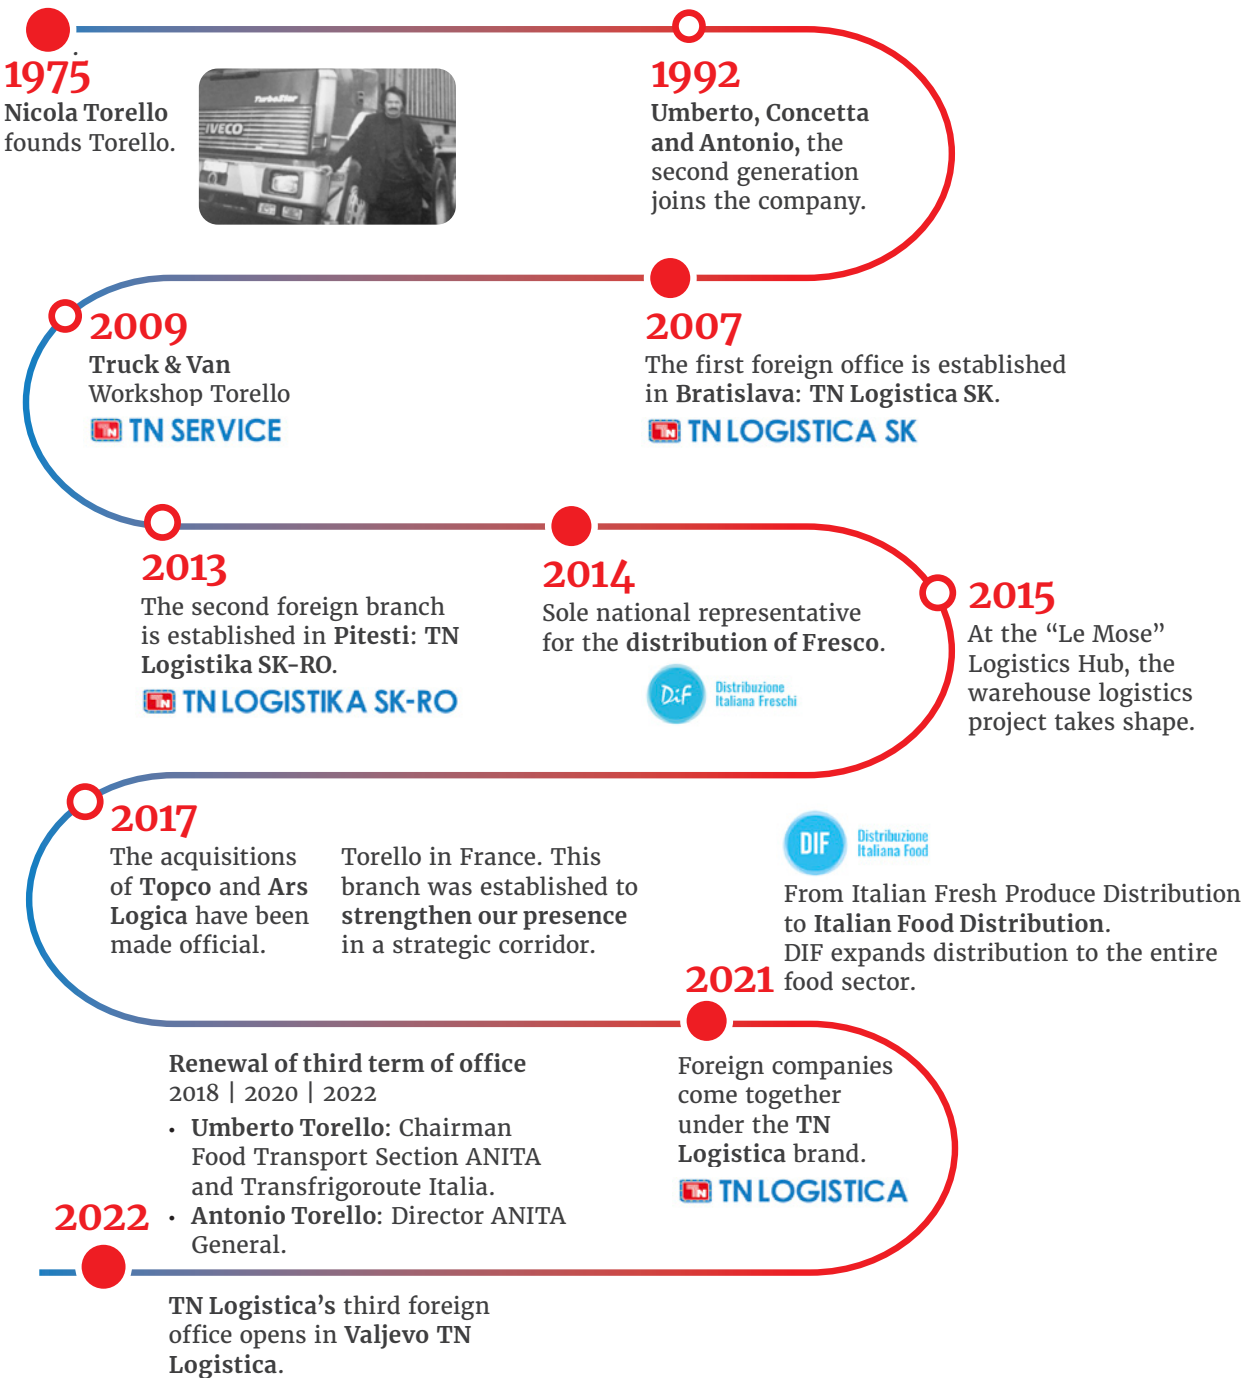 1975
Nicola Torello
founds Torello.
TurboStar
IVECO
1992
Umberto, Concetta
and Antonio, the
second generation
joins the company.
2007
The first foreign office is established
in Bratislava: TN Logistica SK.
TN TN LOGISTICA SK
2009
Truck & Van
Workshop Torello
TN TN SERVICE
2013
The second foreign branch
is established in Pitesti: TN
Logistika SK-RO.
TN TN LOGISTIKA SK-RO
2014
Sole national representative
for the distribution of Fresco.
DiF
Distribuzione
Italiana Freschi
2015
At the “Le Mose”
Logistics Hub, the
warehouse logistics
project takes shape.
2017
The acquisitions
of Topco and Ars
Logica have been
made official.
Torello in France. This
branch was established to
strengthen our presence
in a strategic corridor.
DIF
Distribuzione
Italiana Food
From Italian Fresh Produce Distribution
to Italian Food Distribution.
DIF expands distribution to the entire
food sector.
2021
Foreign companies
come together
under the TN
Logistica brand.
TN TN LOGISTICA
Renewal of third term of office
2018 | 2020 | 2022
• Umberto Torello: Chairman
Food Transport Section ANITA
and Transfrigoroute Italia.
• Antonio Torello: Director ANITA
General.
2022
TN Logistica’s third foreign
office opens in Valjevo TN
Logistica.